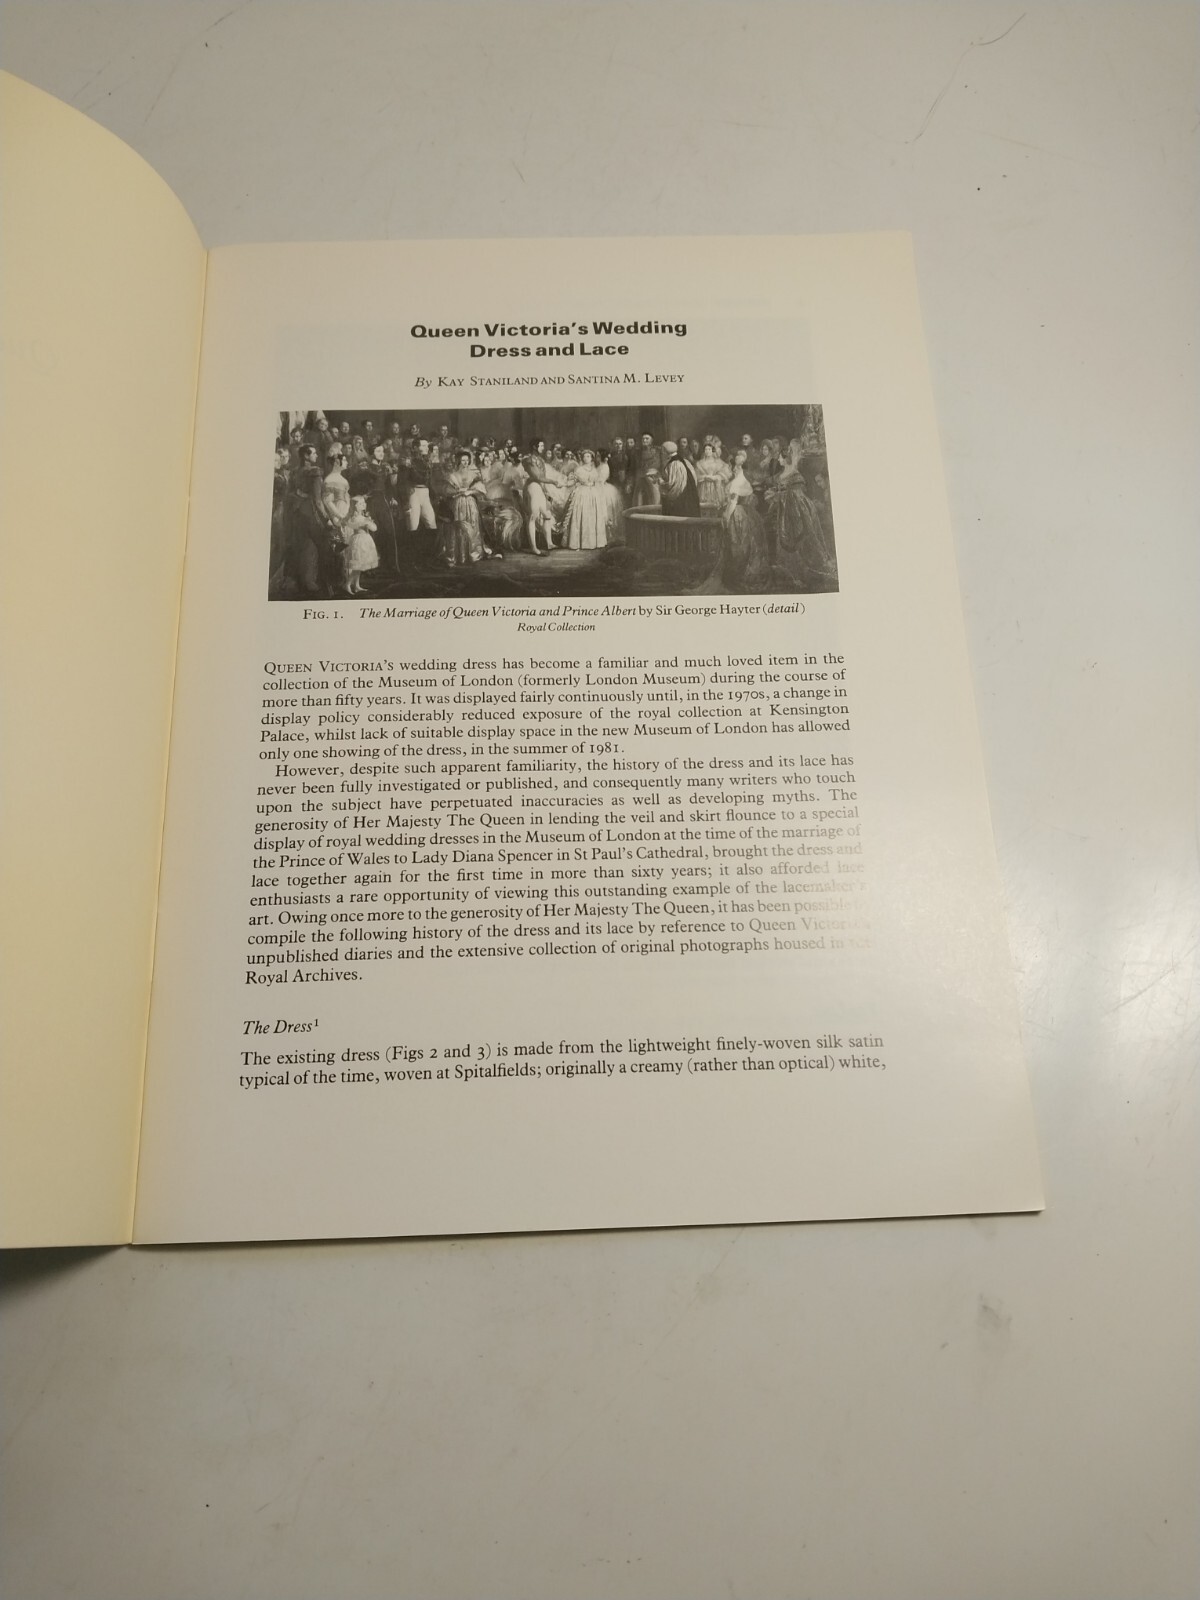 Queen Victoria's Wedding
Dress and Lace
By KAY STANILAND AND SANTINA M. LEVEY
FIG. 1. The Marriage of Queen Victoria and Prince Albert by Sir George Hayter (detail)
Royal Collection
QUEEN VICTORIA'S wedding dress has become a familiar and much loved item in the
collection of the Museum of London (formerly London Museum) during the course of
more than fifty years. It was displayed fairly continuously until, in the 1970s, a change in
display policy considerably reduced exposure of the royal collection at Kensington
Palace, whilst lack of suitable display space in the new Museum of London has allowed
only one showing of the dress, in the summer of 1981.
However, despite such apparent familiarity, the history of the dress and its lace has
never been fully investigated or published, and consequently many writers who touch
upon the subject have perpetuated inaccuracies as well as developing myths. The
generosity of Her Majesty The Queen in lending the veil and skirt flounce to a special
display of royal wedding dresses in the Museum of London at the time of the marriage of
the Prince of Wales to Lady Diana Spencer in St Paul's Cathedral, brought the dress and
lace together again for the first time in more than sixty years; it also afforded lace
enthusiasts a rare opportunity of viewing this outstanding example of the lacemaker's
art. Owing once more to the generosity of Her Majesty The Queen, it has been possible
compile the following history of the dress and its lace by reference to Queen
unpublished diaries and the extensive collection of original photographs housed in
Royal Archives.
The Dress¹
The existing dress (Figs 2 and 3) is made from the lightweight finely-woven silk satin
typical of the time, woven at Spitalfields; originally a creamy (rather than optical) white,